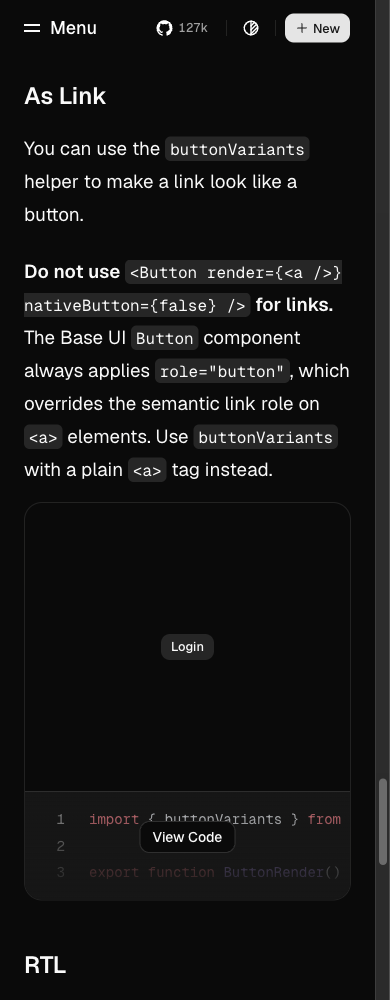 Menu 127k + New
As Link
You can use the buttonVariants
helper to make a link look like a
button.
Do not use <Button render={<a />}
nativeButton={false} /> for links.
The Base UI Button component
always applies role="button", which
overrides the semantic link role on
<a> elements. Use buttonVariants
with a plain <a> tag instead.
Login
1 import { buttonVariants } from
View Code
2
3 export function ButtonRender()
RTL